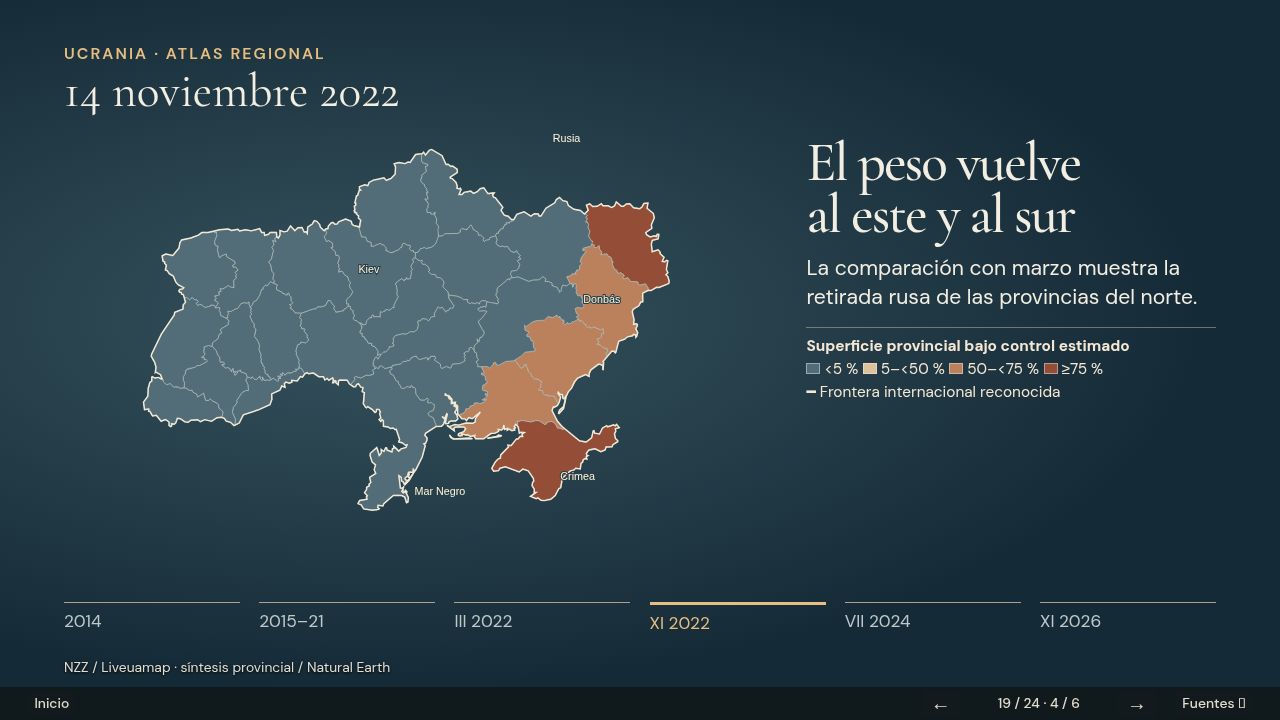 UCRANIA · ATLAS REGIONAL
14 noviembre 2022
Rusia
Kiev
Donbás
Crimea
Mar Negro
El peso vuelve
al este y al sur
La comparación con marzo muestra la
retirada rusa de las provincias del norte.
Superficie provincial bajo control estimado
<5 % 5–<50 % 50–<75 % ≥75 %
Frontera internacional reconocida
2014
2015–21
III 2022
XI 2022
VII 2024
XI 2026
NZZ / Liveuamap · síntesis provincial / Natural Earth
Inicio
← 19 / 24 · 4 / 6 → Fuentes